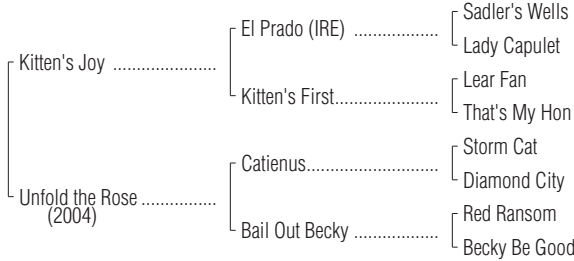 Sadler's Wells
El Prado (IRE) ..................
Lady Capulet
Kitten's Joy ......................
Lear Fan
Kitten's First......................
That's My Hon
Storm Cat
Catienus............................
Diamond City
Unfold the Rose ................
(2004)
Red Ransom
Bail Out Becky ..................
Becky Be Good